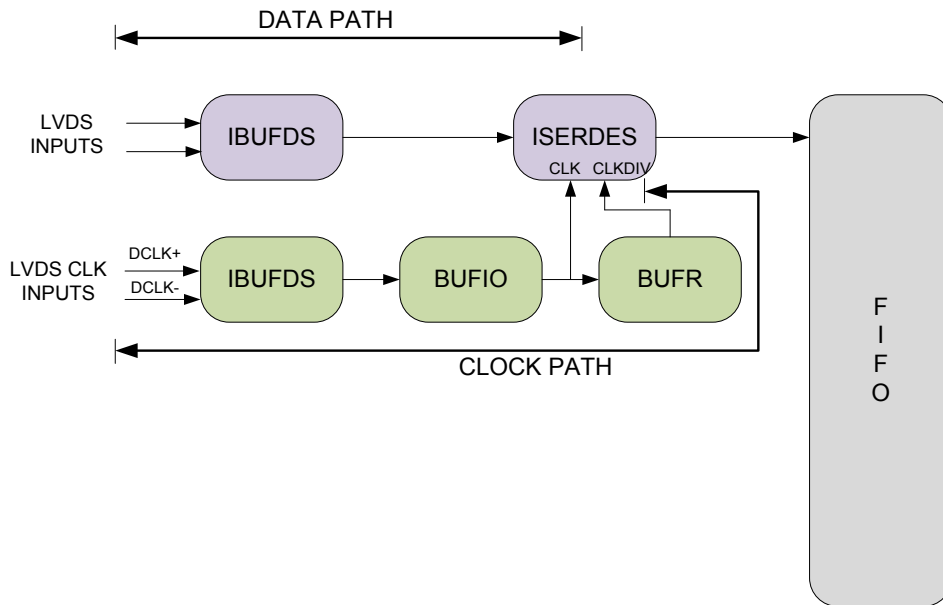 DATA PATH
LVDS
INPUTS
IBUFDS
ISERDES
CLK CLKDIV
LVDS CLK
INPUTS
DCLK+
DCLK-
IBUFDS
BUFIO
BUFR
CLOCK PATH
F
I
F
O